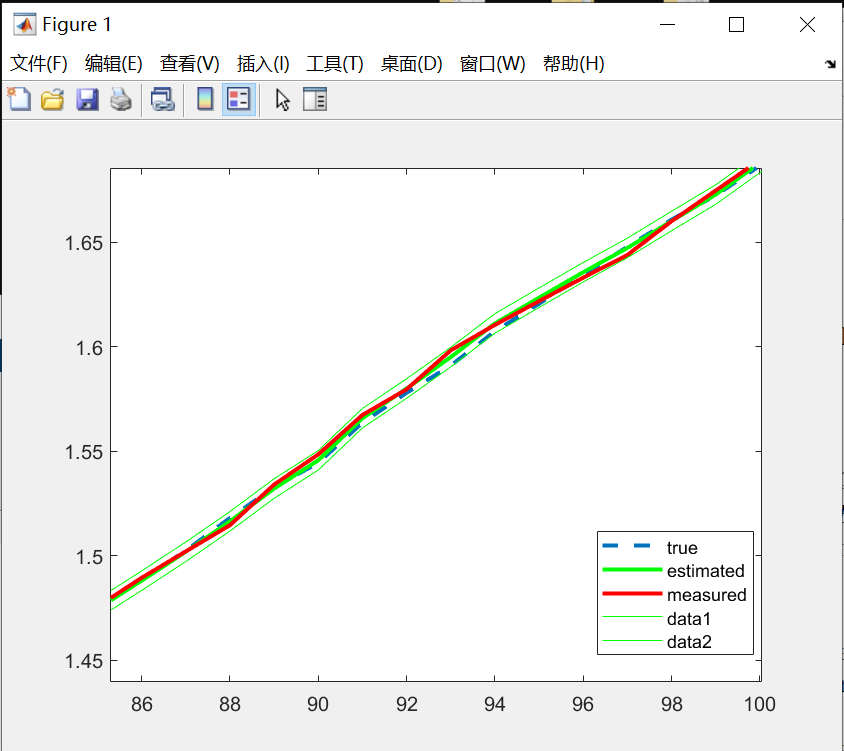 Figure 1
文件(F) 编辑(E) 查看(V) 插入(I) 工具(T) 桌面(D) 窗口(W) 帮助(H)
1.65
1.6
1.55
1.5
1.45
86 88 90 92 94 96 98 100
true
estimated
measured
data1
data2